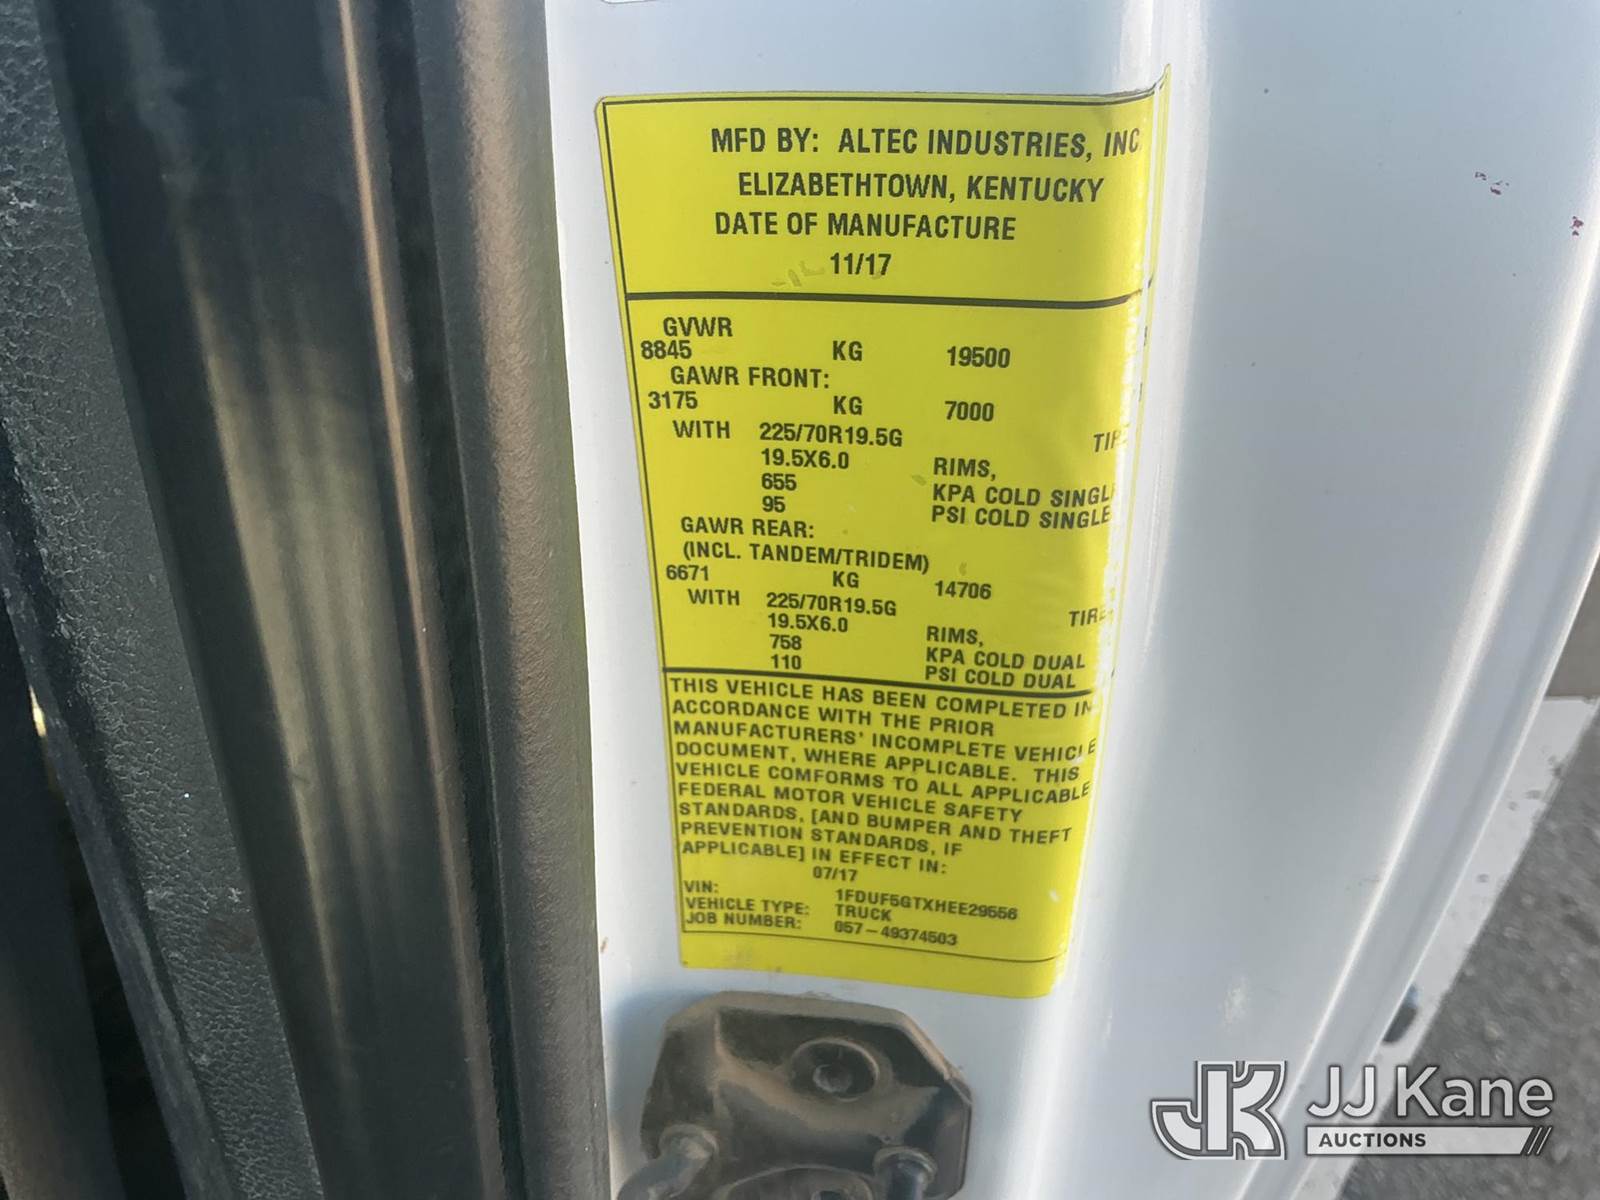 MFD BY: ALTEC INDUSTRIES, INC.
ELIZABETHTOWN, KENTUCKY
DATE OF MANUFACTURE
11/17
GVWR
8845 KG 19500
GAWR FRONT:
3175 KG 7000
WITH 225/70R19.5G TIRE
19.5X6.0 RIMS,
655 KPA COLD SINGLE
95 PSI COLD SINGLE
GAWR REAR:
(INCL. TANDEM/TRIDEM)
6671 KG 14706
WITH 225/70R19.5G TIRE
19.5X6.0 RIMS,
758 KPA COLD DUAL
110 PSI COLD DUAL
THIS VEHICLE HAS BEEN COMPLETED IN
ACCORDANCE WITH THE PRIOR
MANUFACTURERS' INCOMPLETE VEHICLE
DOCUMENT, WHERE APPLICABLE. THIS
VEHICLE COMFORMS TO ALL APPLICABLE
FEDERAL MOTOR VEHICLE SAFETY
STANDARDS, [AND BUMPER AND THEFT
PREVENTION STANDARDS, IF
APPLICABLE] IN EFFECT IN:
07/17
VIN: 1FDUF5GTXHEE29556
VEHICLE TYPE: TRUCK
JOB NUMBER: 057-49374503
JK JJ Kane
AUCTIONS